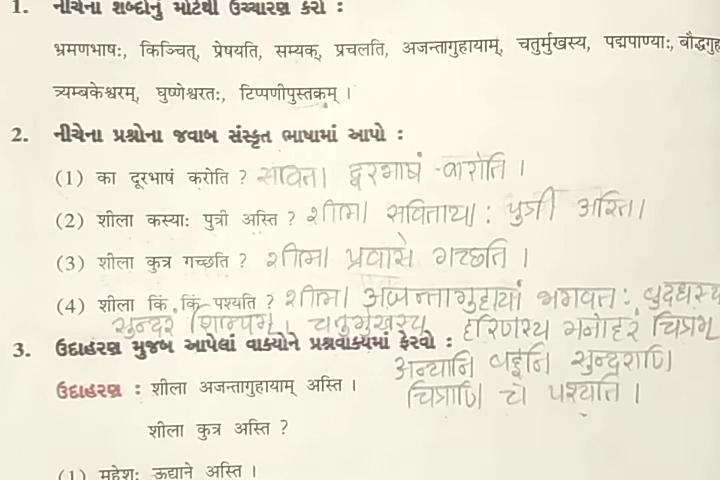 1. નીચેના શબ્દોનું મોટેથી ઉચ્ચારણ કરો :
भ्रमणभाषः, किञ्चित्, प्रेषयति, सम्यक्, प्रचलति, अजन्तागुहायाम्, चतुर्मुखस्य, पद्मपाण्याः, बौद्धगुह
त्र्यम्बकेश्वरम्, घुष्णेश्वरतः, टिप्पणीपुस्तकम् ।
2. નીચેના પ્રશ્નોના જવાબ સંસ્કૃત ભાષામાં આપો :
(1) का दूरभाषं करोति ? सविता दूरभाषं करोति ।
(2) शीला कस्याः पुत्री अस्ति ? शीला सवितायाः पुत्री अस्ति ।
(3) शीला कुत्र गच्छति ? शीला प्रवासे गच्छति ।
(4) शीला किं किं पश्यति ? शीला अजन्तागुहायां भगवतः बुद्धस्य
सुन्दरं शिल्पम् । चतुर्मुखस्य हरिणस्य मनोहरं चित्रम्
3. ઉદાહરણ મુજબ આપેલાં વાક્યોને પ્રશ્નવાક્યમાં ફેરવો :
अन्यानि बहूनि सुन्दराणि
ઉદાહરણ : शीला अजन्तागुहायाम् अस्ति ।
चित्राणि च पश्यति ।
शीला कुत्र अस्ति ?
(1) महेशः ऊद्याने अस्ति ।